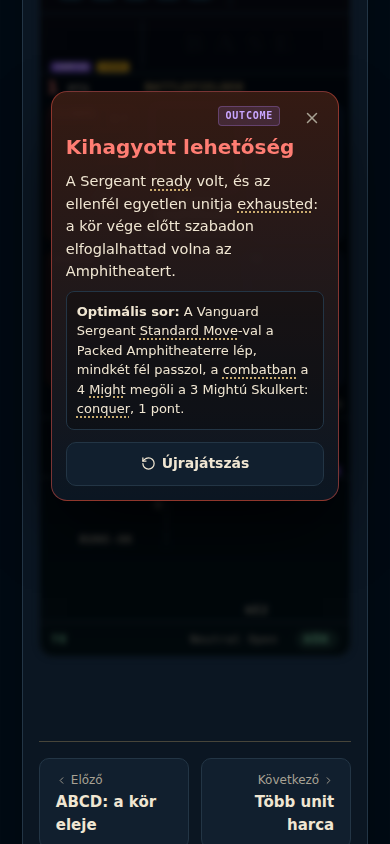 OUTCOME
Kihagyott lehetőség
A Sergeant ready volt, és az
ellenfél egyetlen unitja exhausted:
a kör vége előtt szabadon
elfoglalhattad volna az
Amphitheatert.
Optimális sor: A Vanguard
Sergeant Standard Move-val a
Packed Amphitheaterre lép,
mindkét fél passzol, a combatban a
4 Might megöli a 3 Mightú Skulkert:
conquer, 1 pont.
Újrajátszás
Előző
ABCD: a kör
eleje
Következő
Több unit
harca